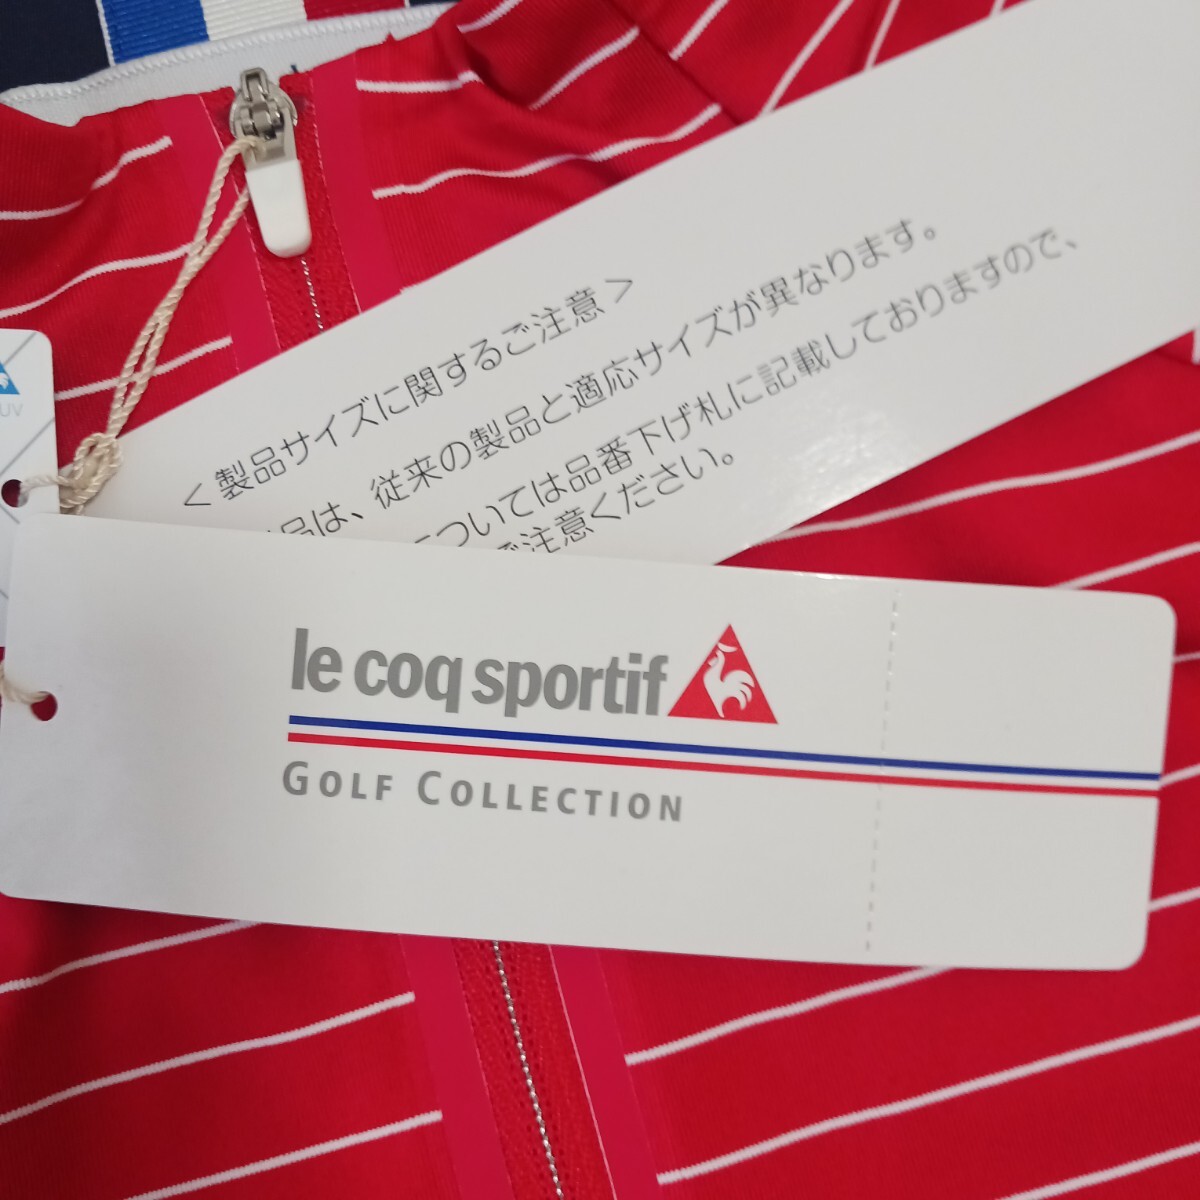 UV
＜製品サイズに関するご注意＞
品は、従来の製品と適応サイズが異なります。
については品番下げ札に記載しておりますので、
ご注意ください。
le coq sportif
GOLF COLLECTION